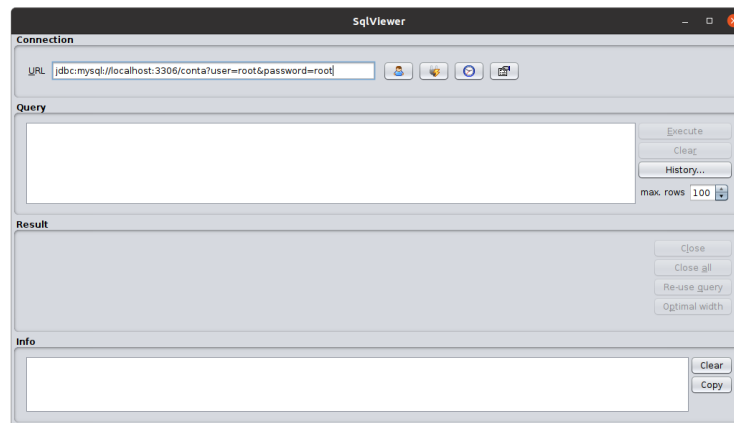 SqlViewer
Connection
URL jdbc:mysql://localhost:3306/conta?user=root&password=root
Query
Execute
Clear
History...
max. rows 100
Result
Close
Close all
Re-use query
Optimal width
Info
Clear
Copy